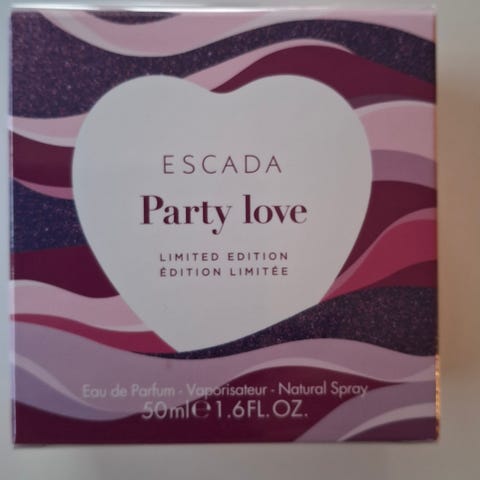 ESCADA
Party love
LIMITED EDITION
ÉDITION LIMITÉE
Eau de Parfum - Vaporisateur - Natural Spray
50ml℮1.6FL.OZ.